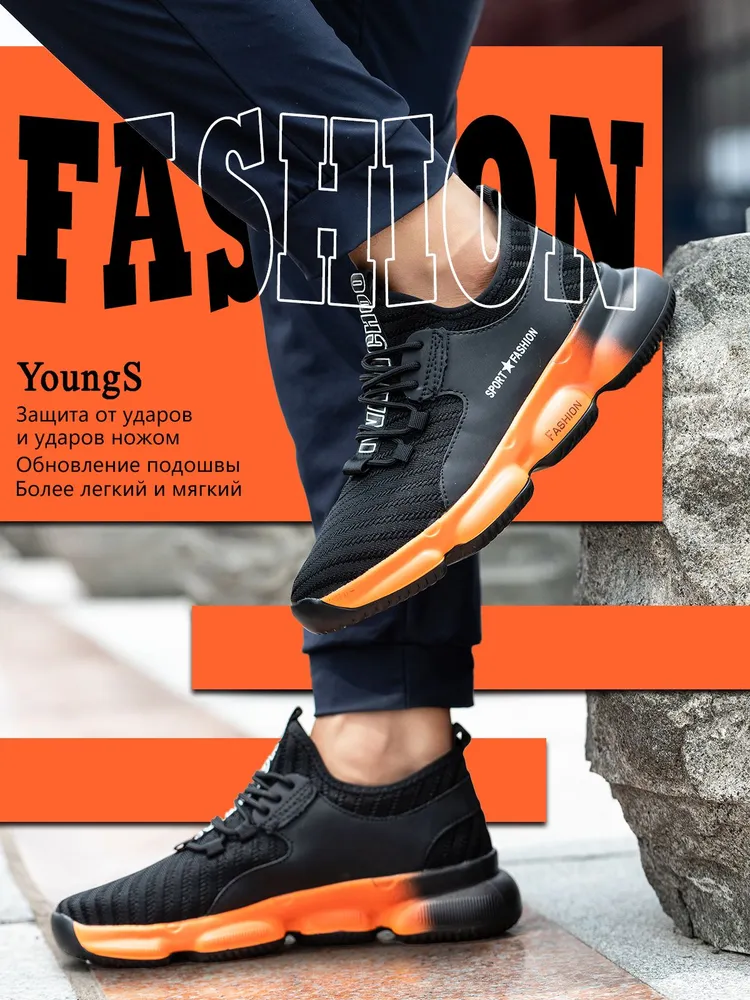 FASHION
YoungS
Защита от ударов
и ударов ножом
Обновление подошвы
Более легкий и мягкий
SPORT★FASHION
FASHION